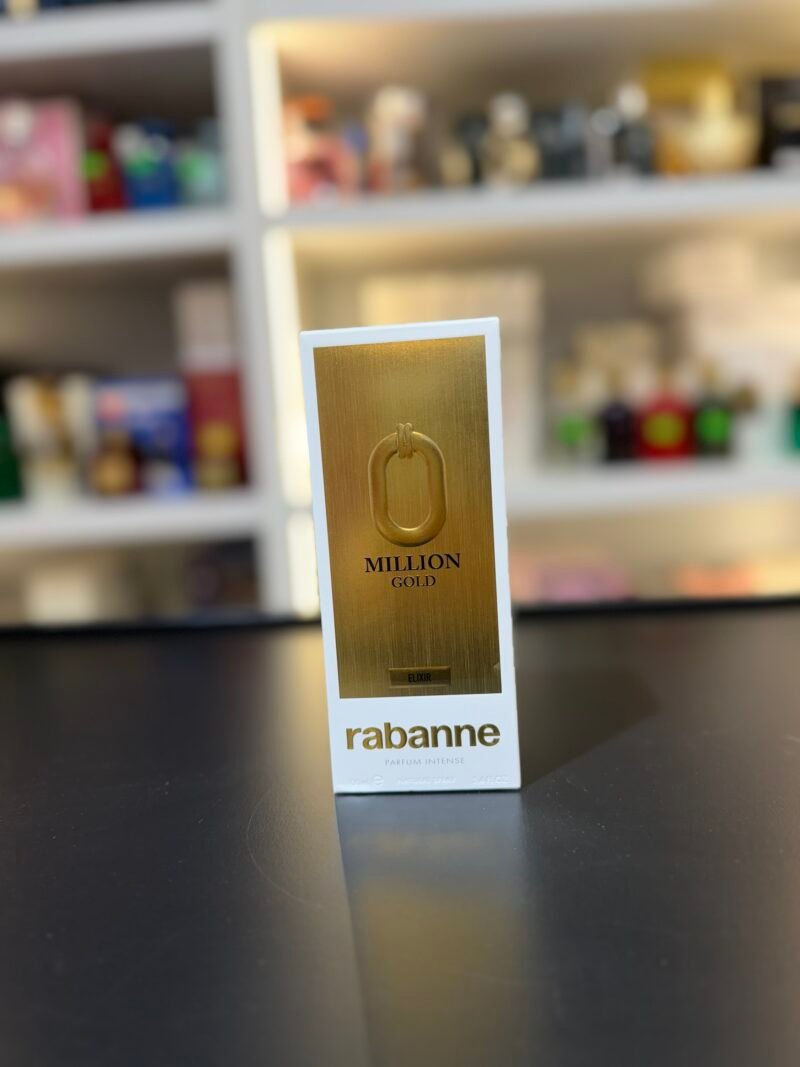 MILLION
GOLD
ELIXIR
rabanne
PARFUM INTENSE